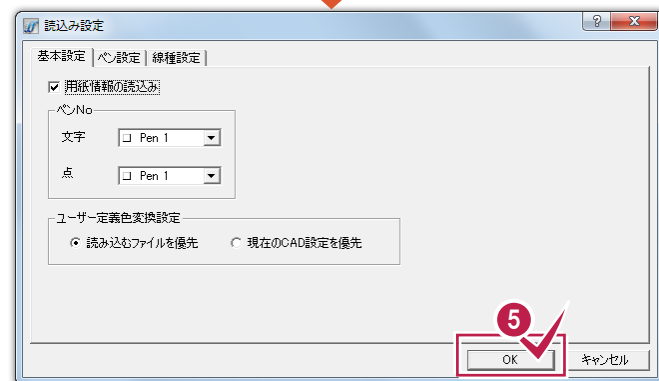 読込み設定
基本設定 ペン設定 線種設定
用紙情報の読込み
ペンNo
文字 Pen 1
点 Pen 1
ユーザー定義色変換設定
読み込むファイルを優先 現在のCAD設定を優先
5
OK キャンセル